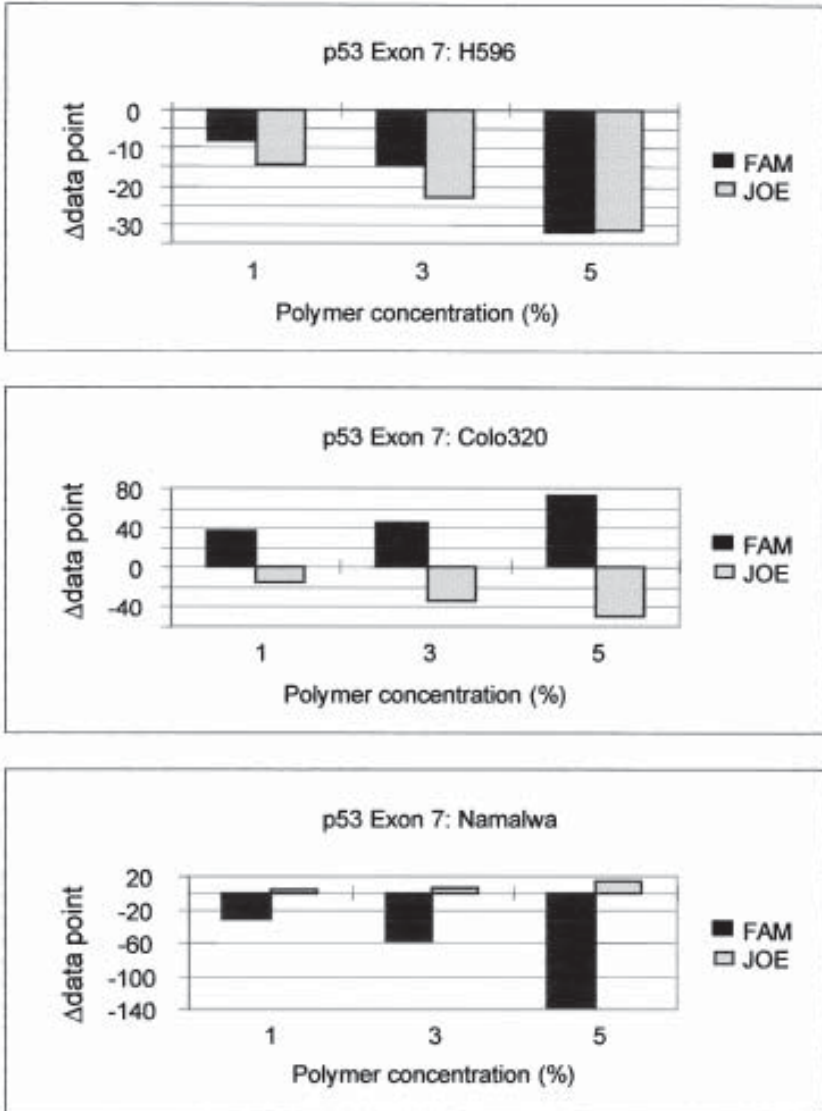 p53 Exon 7: H596
0
-10
-20
-30
Δdata point
1 3 5
Polymer concentration (%)
FAM
JOE
p53 Exon 7: Colo320
80
40
0
-40
Δdata point
1 3 5
Polymer concentration (%)
FAM
JOE
p53 Exon 7: Namalwa
20
-20
-60
-100
-140
Δdata point
1 3 5
Polymer concentration (%)
FAM
JOE